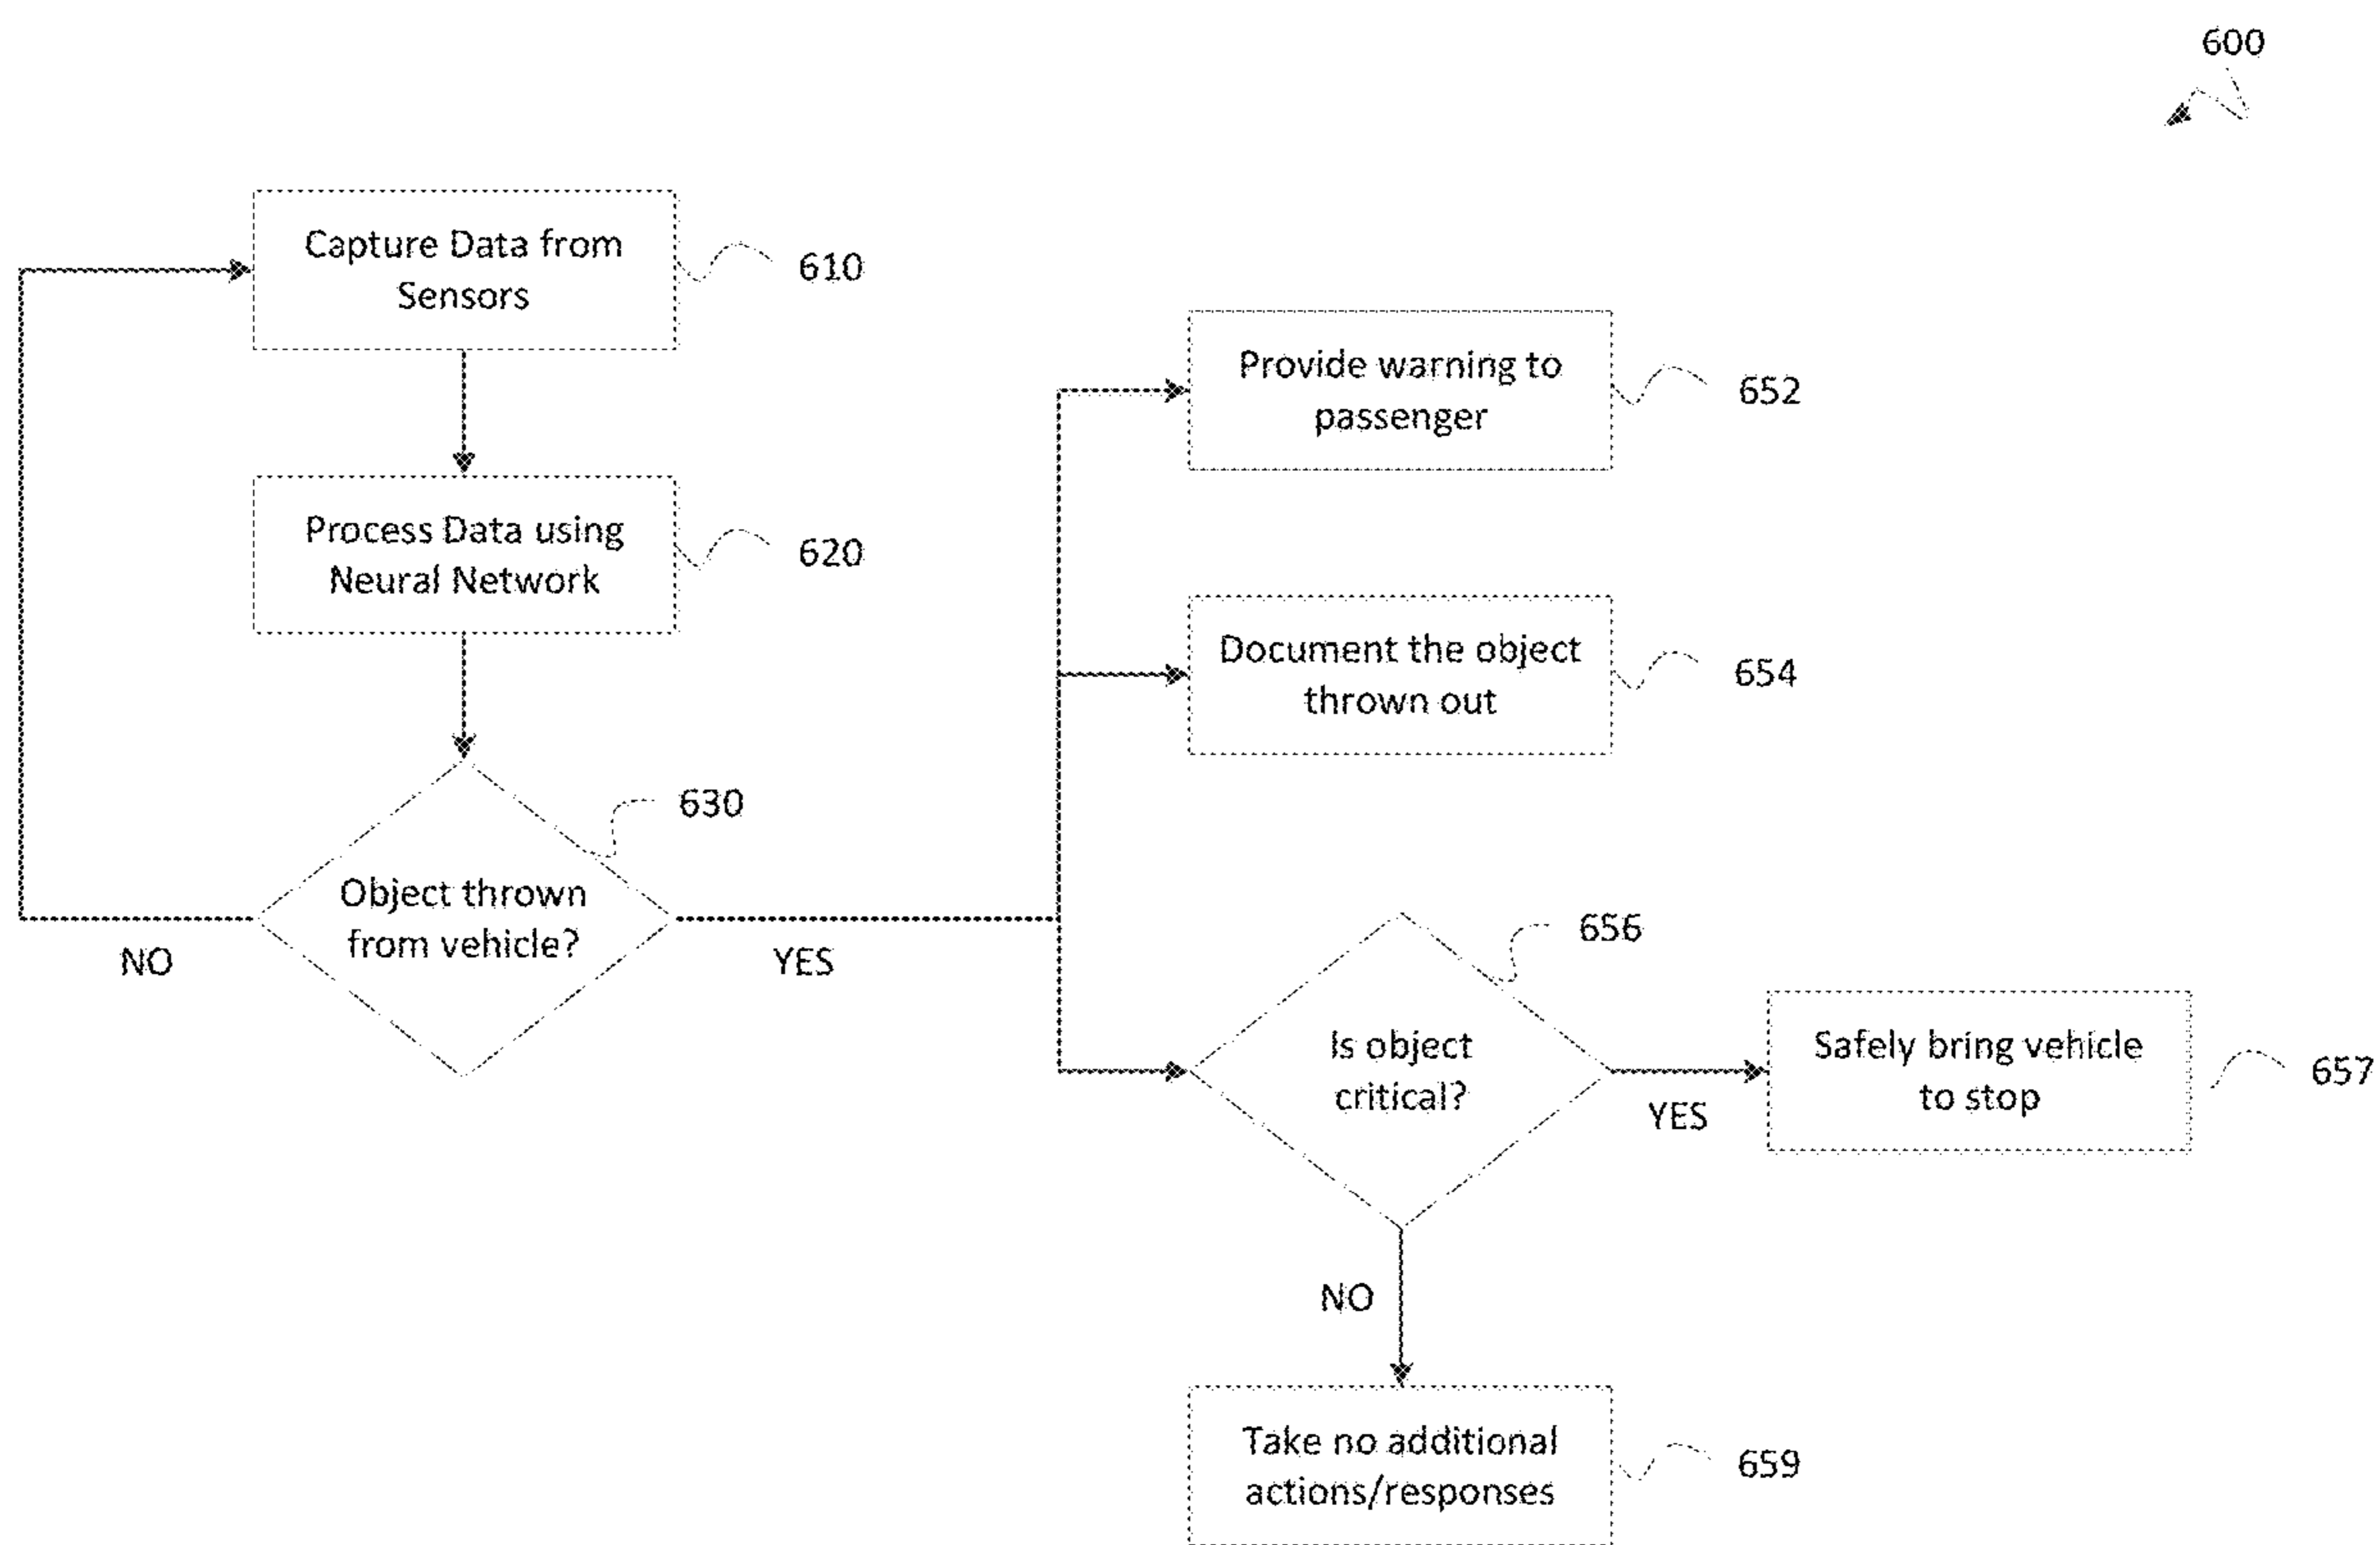 600
Capture Data from
Sensors
610
Process Data using
Neural Network
620
Object thrown
from vehicle?
630
NO
YES
Provide warning to
passenger
652
Document the object
thrown out
654
Is object
critical?
656
YES
Safely bring vehicle
to stop
657
NO
Take no additional
actions/responses
659